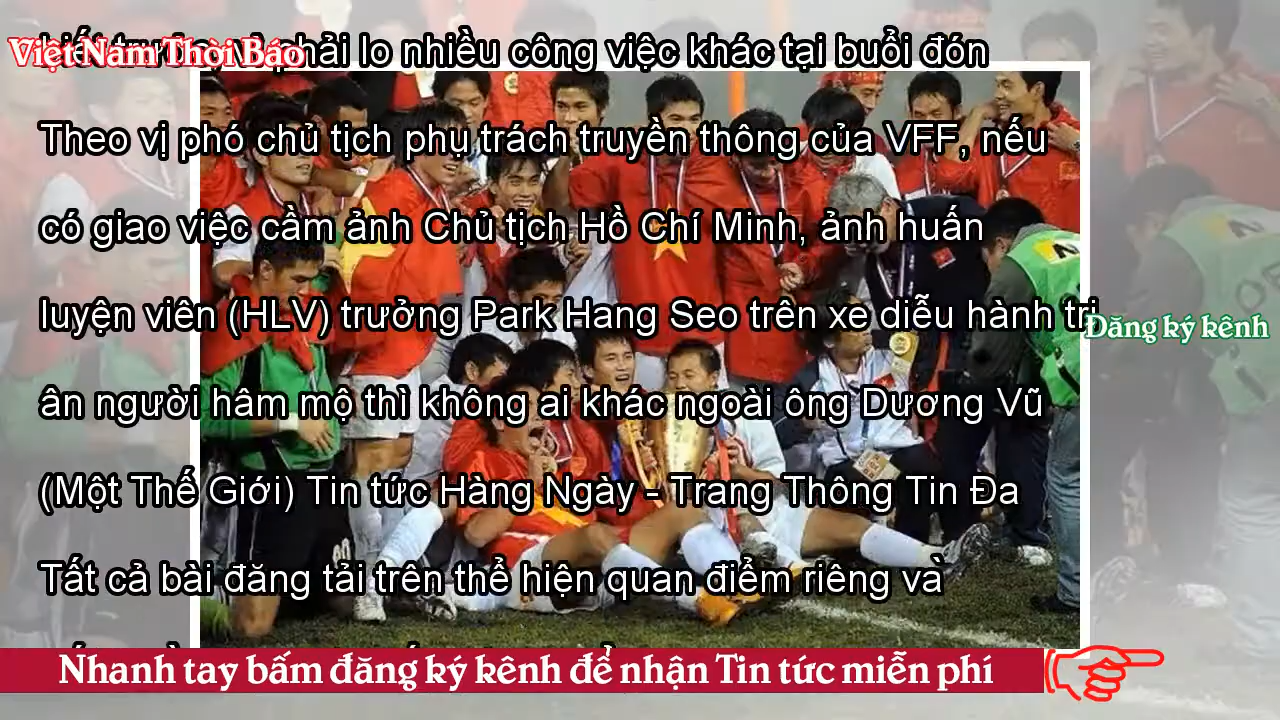 Việt Nam Thời Báo
phải lo nhiều công việc khác tại buổi đón
Theo vị phó chủ tịch phụ trách truyền thông của VFF, nếu
có giao việc cầm ảnh Chủ tịch Hồ Chí Minh, ảnh huấn
luyện viên (HLV) trưởng Park Hang Seo trên xe diễu hành tri
Đăng ký kênh
ân người hâm mộ thì không ai khác ngoài ông Dương Vũ
(Một Thế Giới) Tin tức Hàng Ngày - Trang Thông Tin Đa
Tất cả bài đăng tải trên thể hiện quan điểm riêng và
Nhanh tay bấm đăng ký kênh để nhận Tin tức miễn phí